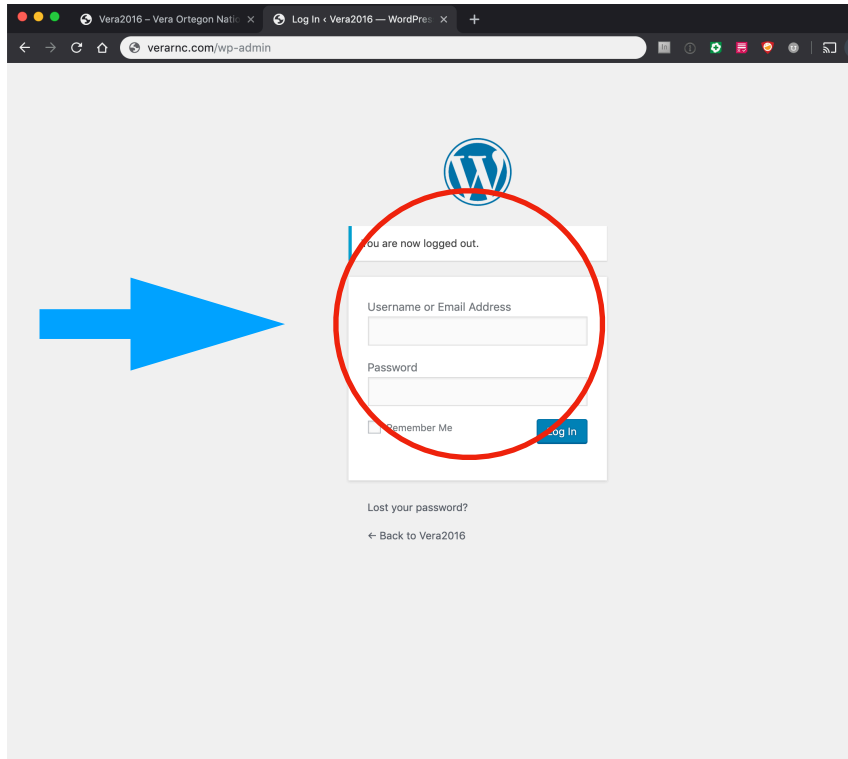 Vera2016 – Vera Ortegon Natio
Log In ‹ Vera2016 — WordPres
verarnc.com/wp-admin
You are now logged out.
Username or Email Address
Password
Remember Me
Log In
Lost your password?
← Back to Vera2016